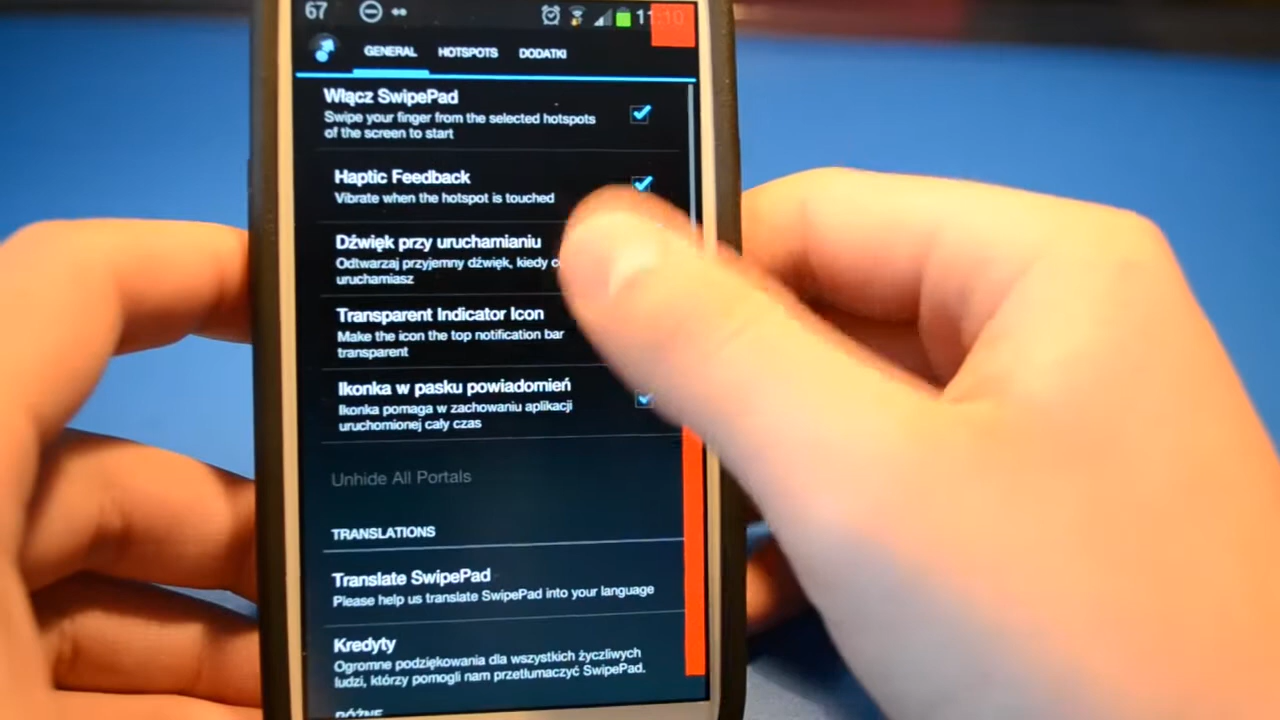 67
11:10
GENERAL HOTSPOTS DODATKI
Włącz SwipePad
Swipe your finger from the selected hotspots
of the screen to start
Haptic Feedback
Vibrate when the hotspot is touched
Dźwięk przy uruchamianiu
Odtwarzaj przyjemny dźwięk, kiedy
uruchamiasz
Transparent Indicator Icon
Make the icon the top notification bar
transparent
Ikonka w pasku powiadomień
Ikonka pomaga w zachowaniu aplikacji
uruchomionej cały czas
Unhide All Portals
TRANSLATIONS
Translate SwipePad
Please help us translate SwipePad into your language
Kredyty
Ogromne podziękowania dla wszystkich życzliwych
ludzi, którzy pomogli nam przetłumaczyć SwipePad.
RÓŻNE